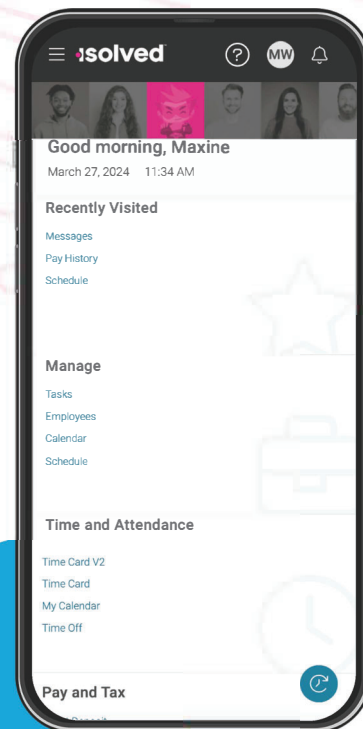 isolved
? MW
Good morning, Maxine
March 27, 2024 11:34 AM
Recently Visited
Messages
Pay History
Schedule
Manage
Tasks
Employees
Calendar
Schedule
Time and Attendance
Time Card V2
Time Card
My Calendar
Time Off
Pay and Tax